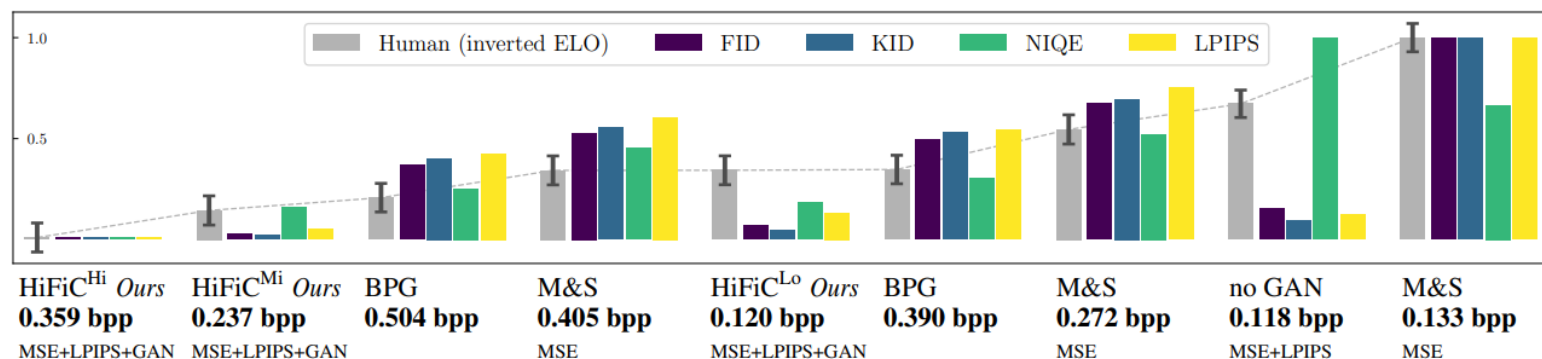 1.0
Human (inverted ELO) FID KID NIQE LPIPS
0.5
HiFiC^Hi Ours HiFiC^Mi Ours BPG M&S HiFiC^Lo Ours BPG M&S no GAN M&S
0.359 bpp 0.237 bpp 0.504 bpp 0.405 bpp 0.120 bpp 0.390 bpp 0.272 bpp 0.118 bpp 0.133 bpp
MSE+LPIPS+GAN MSE+LPIPS+GAN MSE MSE+LPIPS+GAN MSE MSE+LPIPS MSE